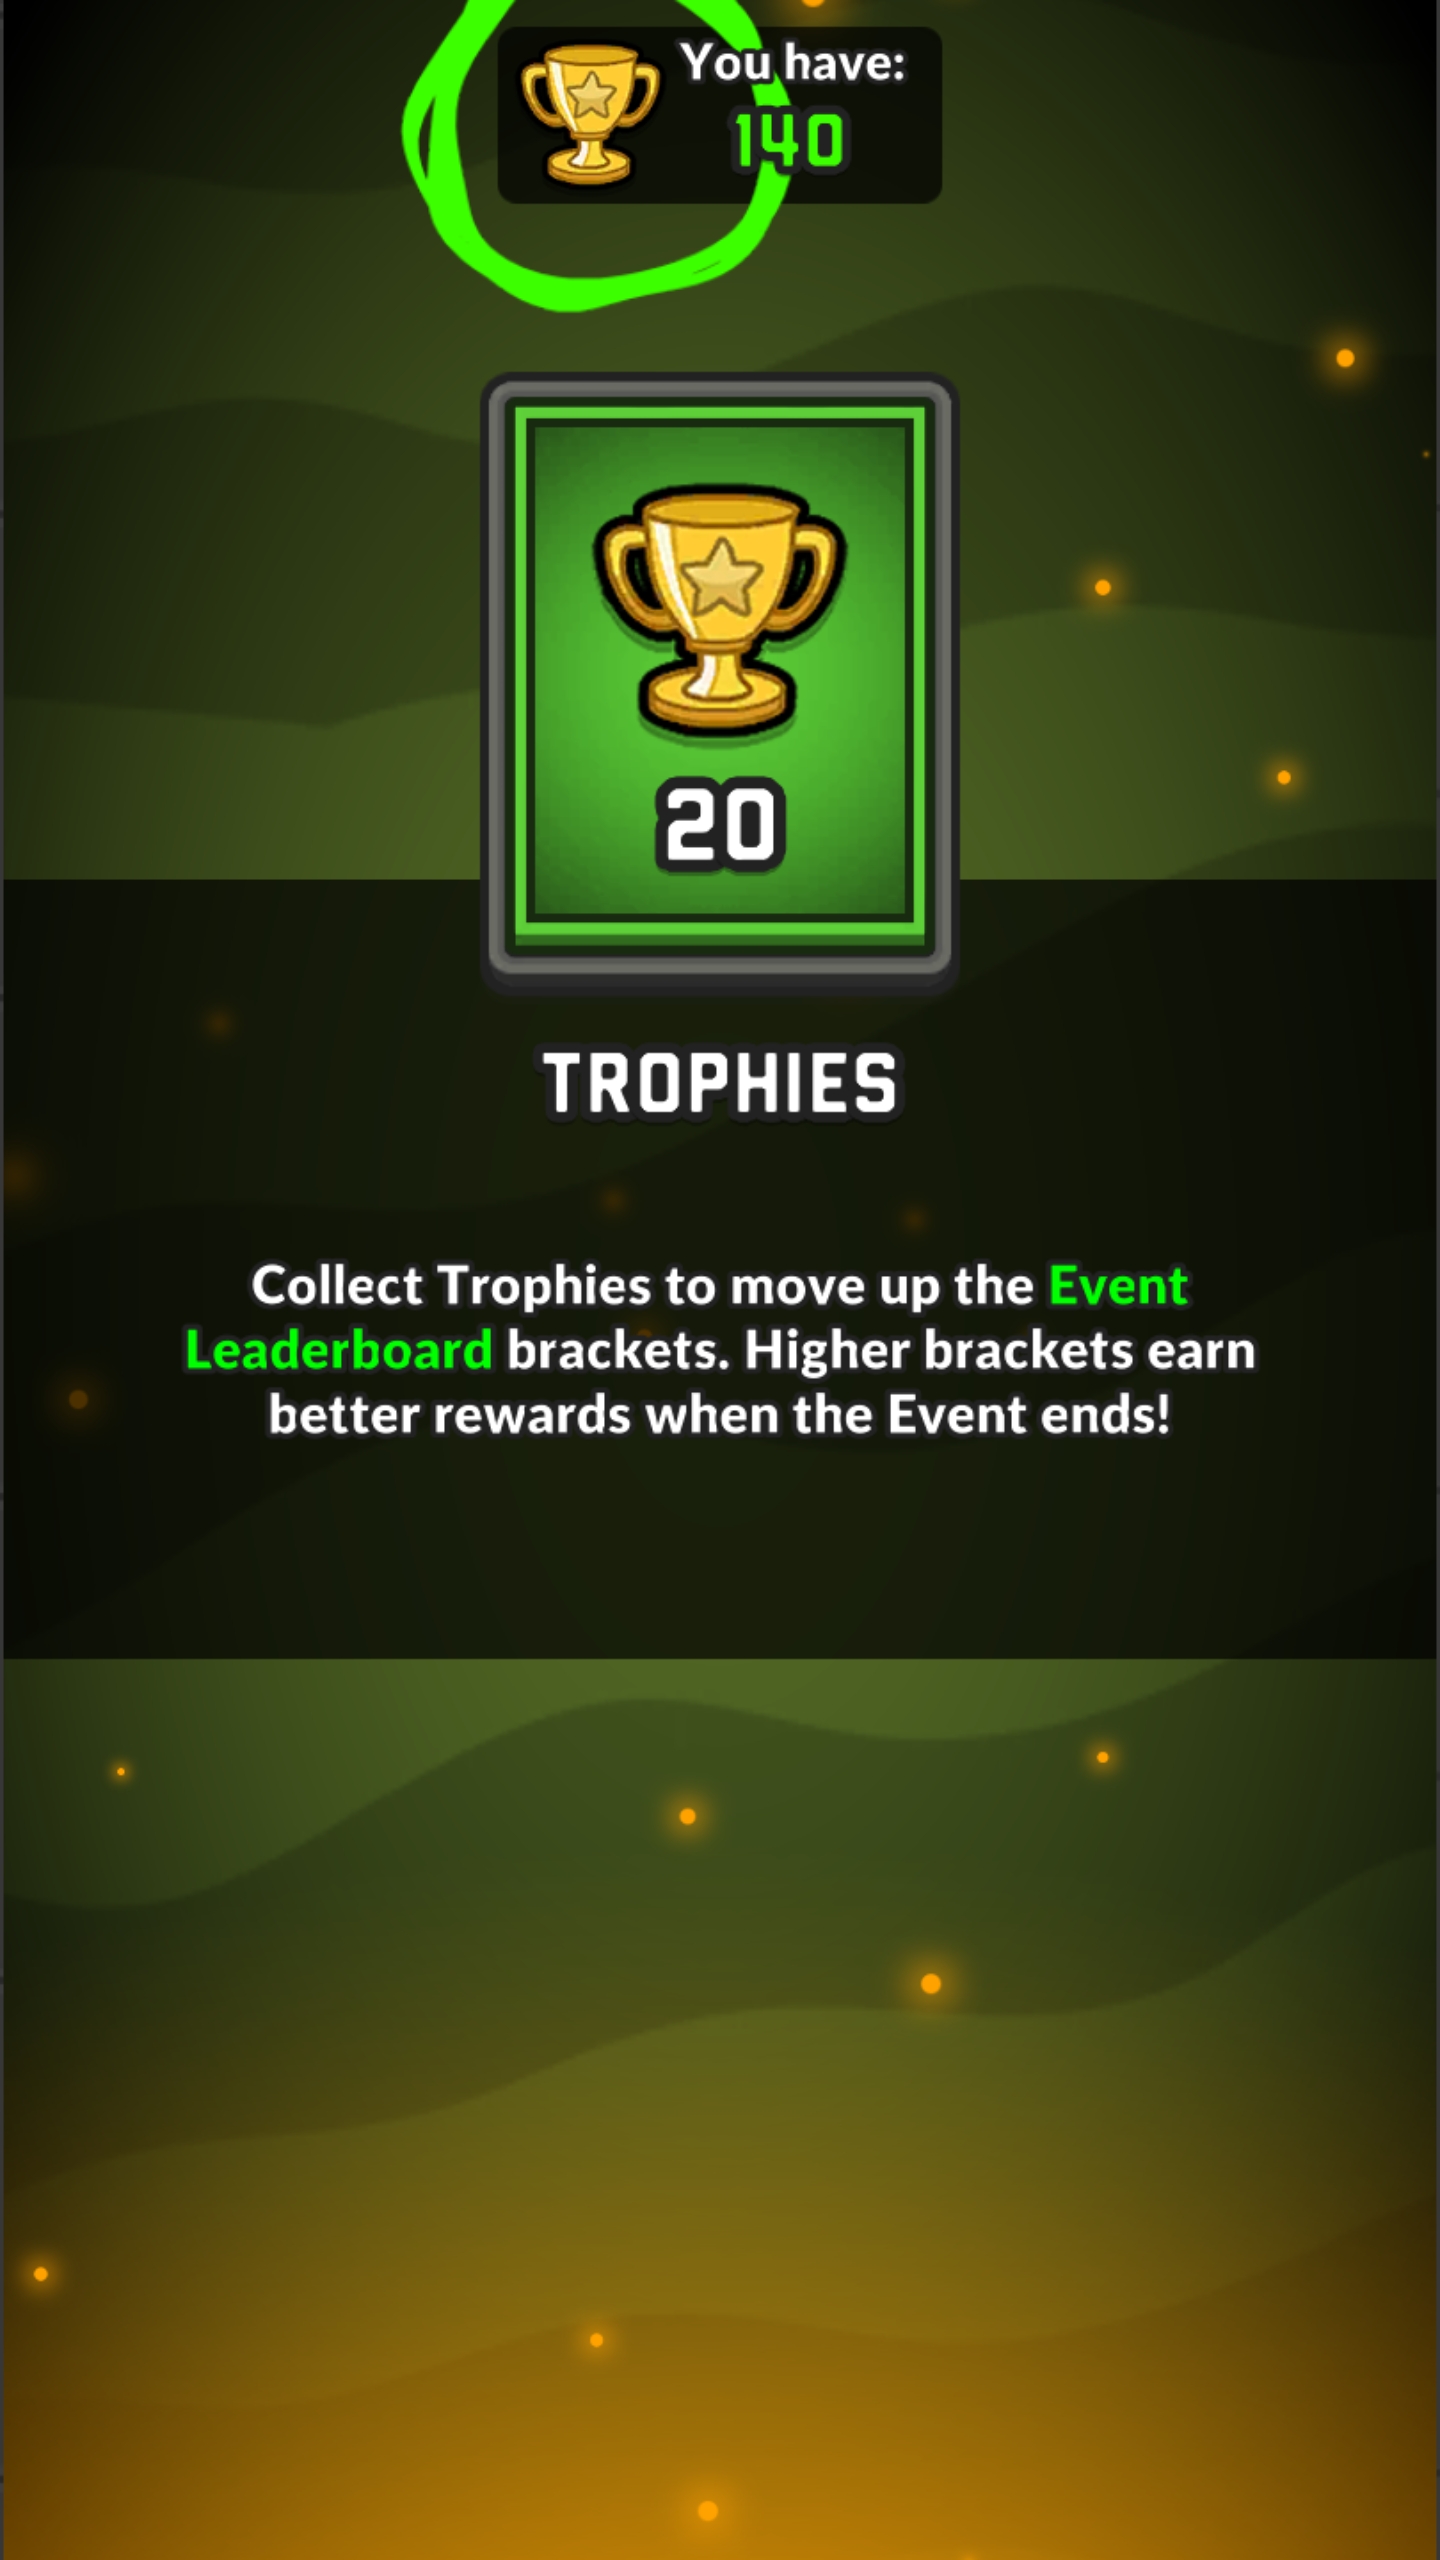 You have:
140
20
TROPHIES
Collect Trophies to move up the Event
Leaderboard brackets. Higher brackets earn
better rewards when the Event ends!